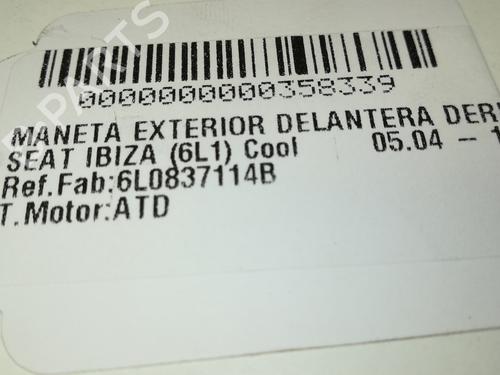 0000000000358339
MANETA EXTERIOR DELANTERA DER
SEAT IBIZA (6L1) Cool 05.04 - 1
Ref.Fab:6L0837114B
T.Motor:ATD